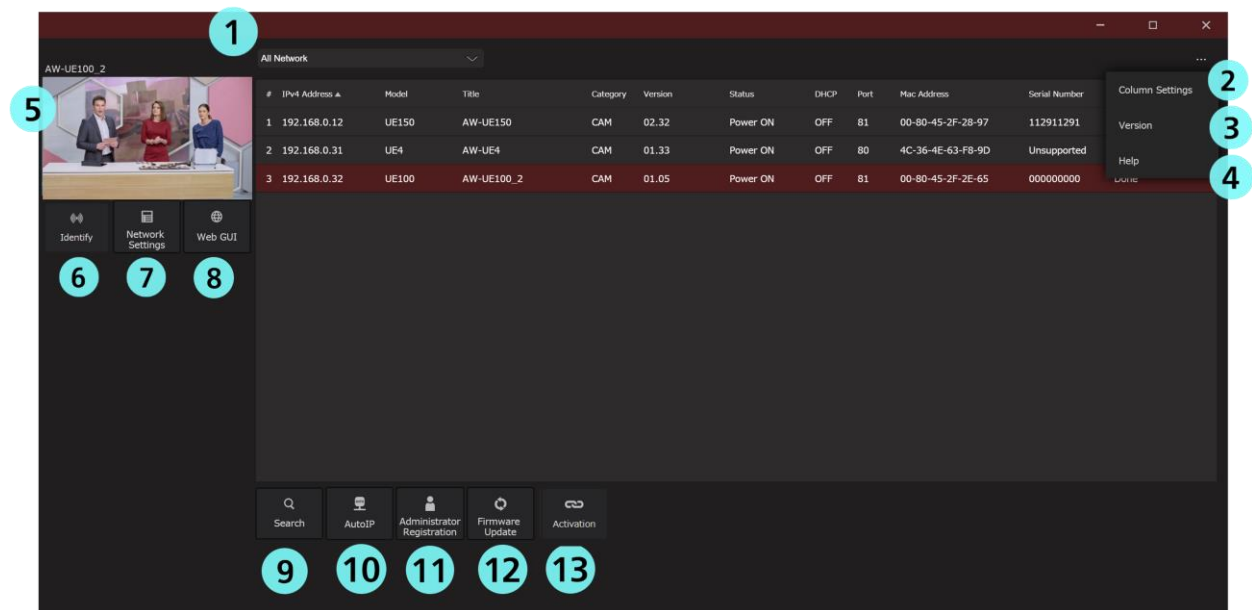 1
All Network
...
AW-UE100_2
5
# IPv4 Address ▲ Model Title Category Version Status DHCP Port Mac Address Serial Number
1 192.168.0.12 UE150 AW-UE150 CAM 02.32 Power ON OFF 81 00-80-45-2F-28-97 112911291
2 192.168.0.31 UE4 AW-UE4 CAM 01.33 Power ON OFF 80 4C-36-4E-63-F8-9D Unsupported
3 192.168.0.32 UE100 AW-UE100_2 CAM 01.05 Power ON OFF 81 00-80-45-2F-2E-65 000000000 Done
Column Settings 2
Version 3
Help 4
Identify
Network
Settings
Web GUI
6 7 8
Search
AutoIP
Administrator
Registration
Firmware
Update
Activation
9 10 11 12 13